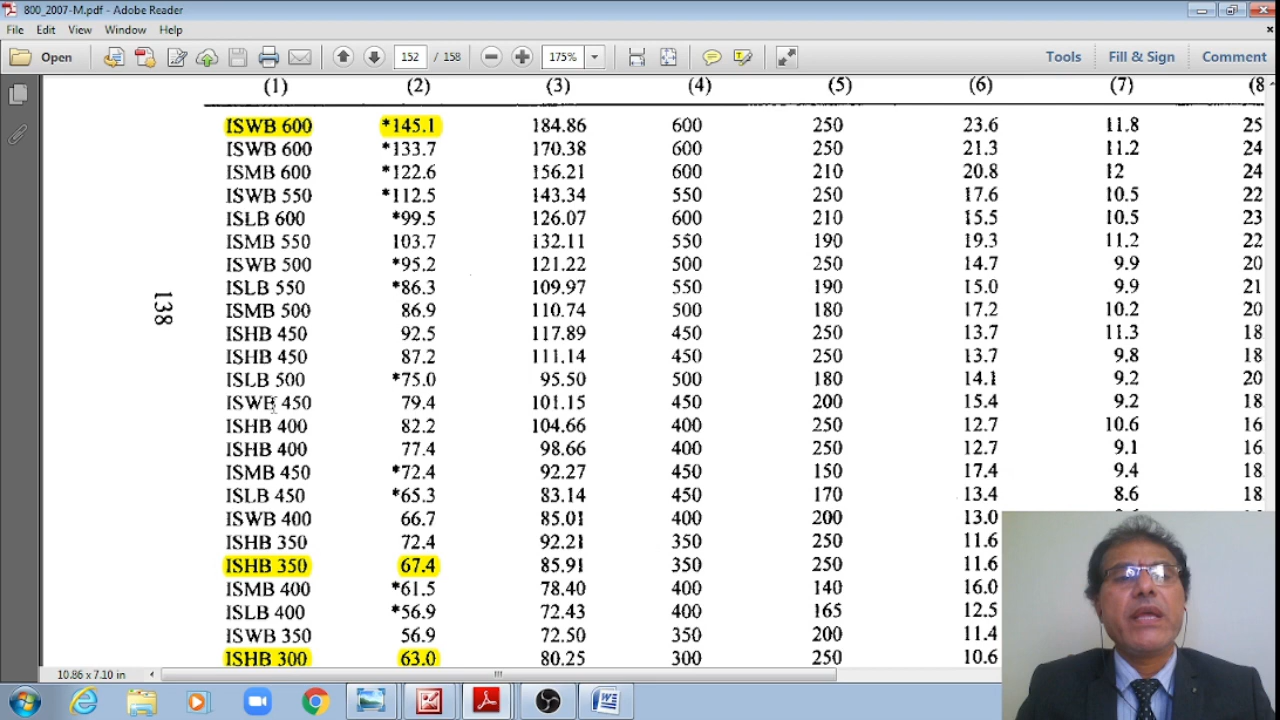 800_2007-M.pdf - Adobe Reader
File Edit View Window Help
Open 152 / 158 175% Tools Fill & Sign Comment
(1) (2) (3) (4) (5) (6) (7) (8
ISWB 600 *145.1 184.86 600 250 23.6 11.8 25
ISWB 600 *133.7 170.38 600 250 21.3 11.2 24
ISMB 600 *122.6 156.21 600 210 20.8 12 24
ISWB 550 *112.5 143.34 550 250 17.6 10.5 22
ISLB 600 *99.5 126.07 600 210 15.5 10.5 23
ISMB 550 103.7 132.11 550 190 19.3 11.2 22
ISWB 500 *95.2 121.22 500 250 14.7 9.9 20
ISLB 550 *86.3 109.97 550 190 15.0 9.9 21
138
ISMB 500 86.9 110.74 500 180 17.2 10.2 20
ISHB 450 92.5 117.89 450 250 13.7 11.3 18
ISHB 450 87.2 111.14 450 250 13.7 9.8 18
ISLB 500 *75.0 95.50 500 180 14.1 9.2 20
ISWB 450 79.4 101.15 450 200 15.4 9.2 18
ISHB 400 82.2 104.66 400 250 12.7 10.6 16
ISHB 400 77.4 98.66 400 250 12.7 9.1 16
ISMB 450 *72.4 92.27 450 150 17.4 9.4 18
ISLB 450 *65.3 83.14 450 170 13.4 8.6 18
ISWB 400 66.7 85.01 400 200 13.0
ISHB 350 72.4 92.21 350 250 11.6
ISHB 350 67.4 85.91 350 250 11.6
ISMB 400 *61.5 78.40 400 140 16.0
ISLB 400 *56.9 72.43 400 165 12.5
ISWB 350 56.9 72.50 350 200 11.4
ISHB 300 63.0 80.25 300 250 10.6
10.86 x 7.10 in